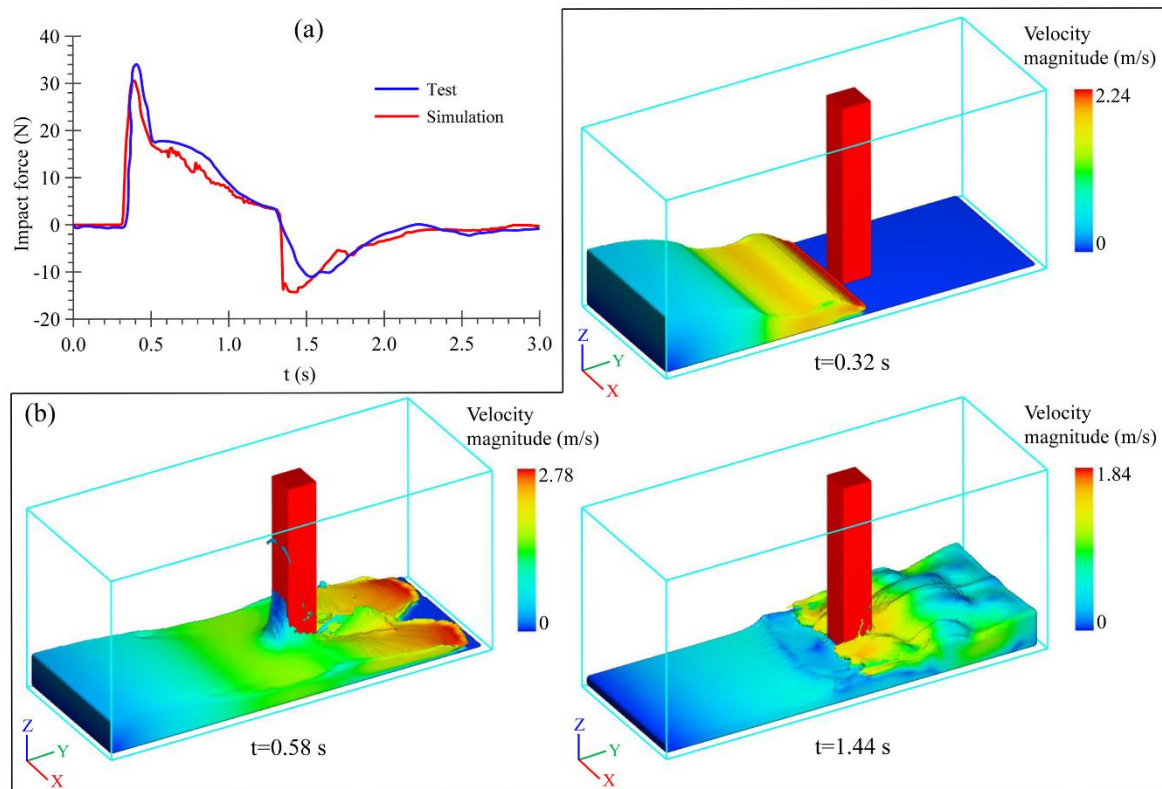 (a)
40
30
20
10
0
-10
-20
Impact force (N)
Test
Simulation
0.0 0.5 1.0 1.5 2.0 2.5 3.0
t (s)
Velocity
magnitude (m/s)
2.24
0
Z
Y
X
t=0.32 s
(b)
Velocity
magnitude (m/s)
2.78
0
Z
Y
X
t=0.58 s
Velocity
magnitude (m/s)
1.84
0
Z
Y
X
t=1.44 s